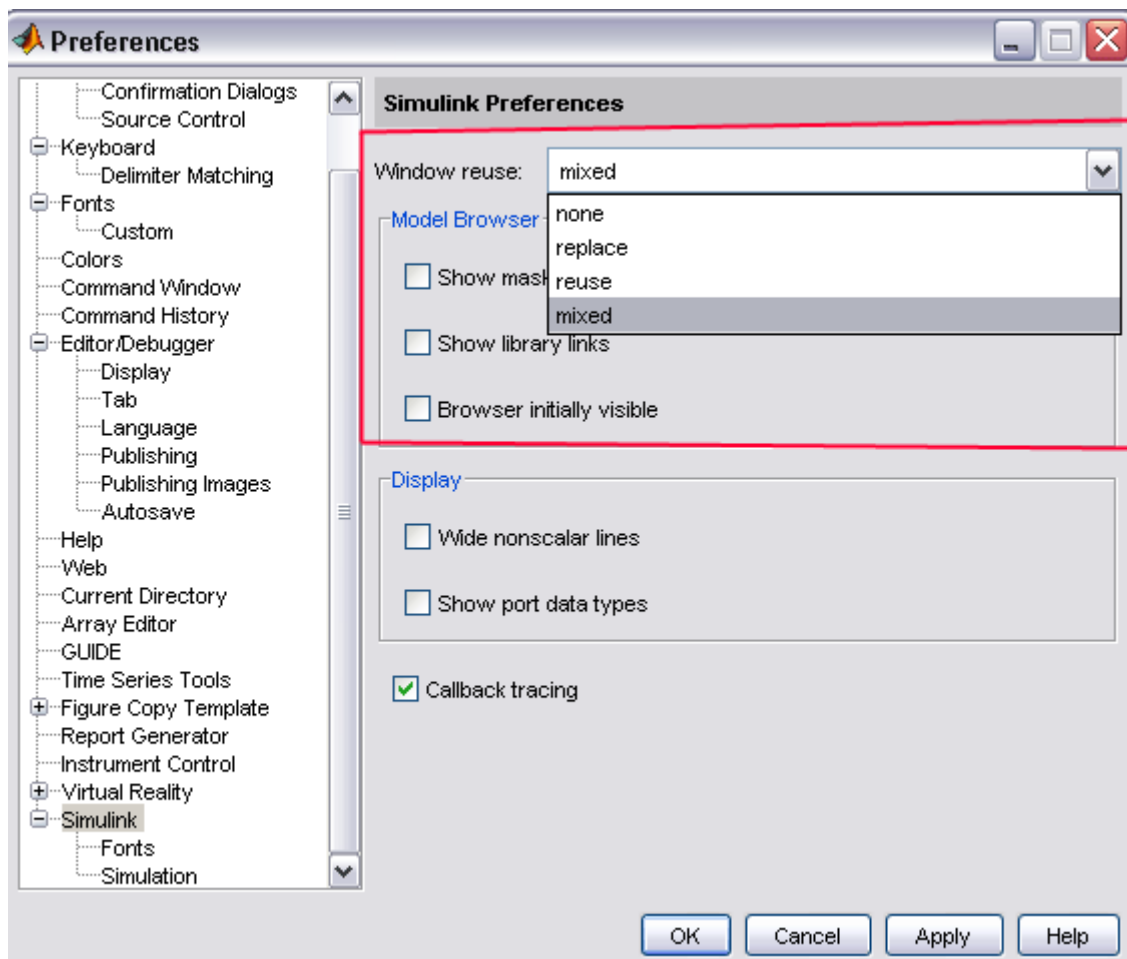 Preferences
Confirmation Dialogs
Source Control
Keyboard
Delimiter Matching
Fonts
Custom
Colors
Command Window
Command History
Editor/Debugger
Display
Tab
Language
Publishing
Publishing Images
Autosave
Help
Web
Current Directory
Array Editor
GUIDE
Time Series Tools
Figure Copy Template
Report Generator
Instrument Control
Virtual Reality
Simulink
Fonts
Simulation
Simulink Preferences
Window reuse: mixed
none
replace
reuse
mixed
Model Browser
Show mask
Show library links
Browser initially visible
Display
Wide nonscalar lines
Show port data types
Callback tracing
OK Cancel Apply Help